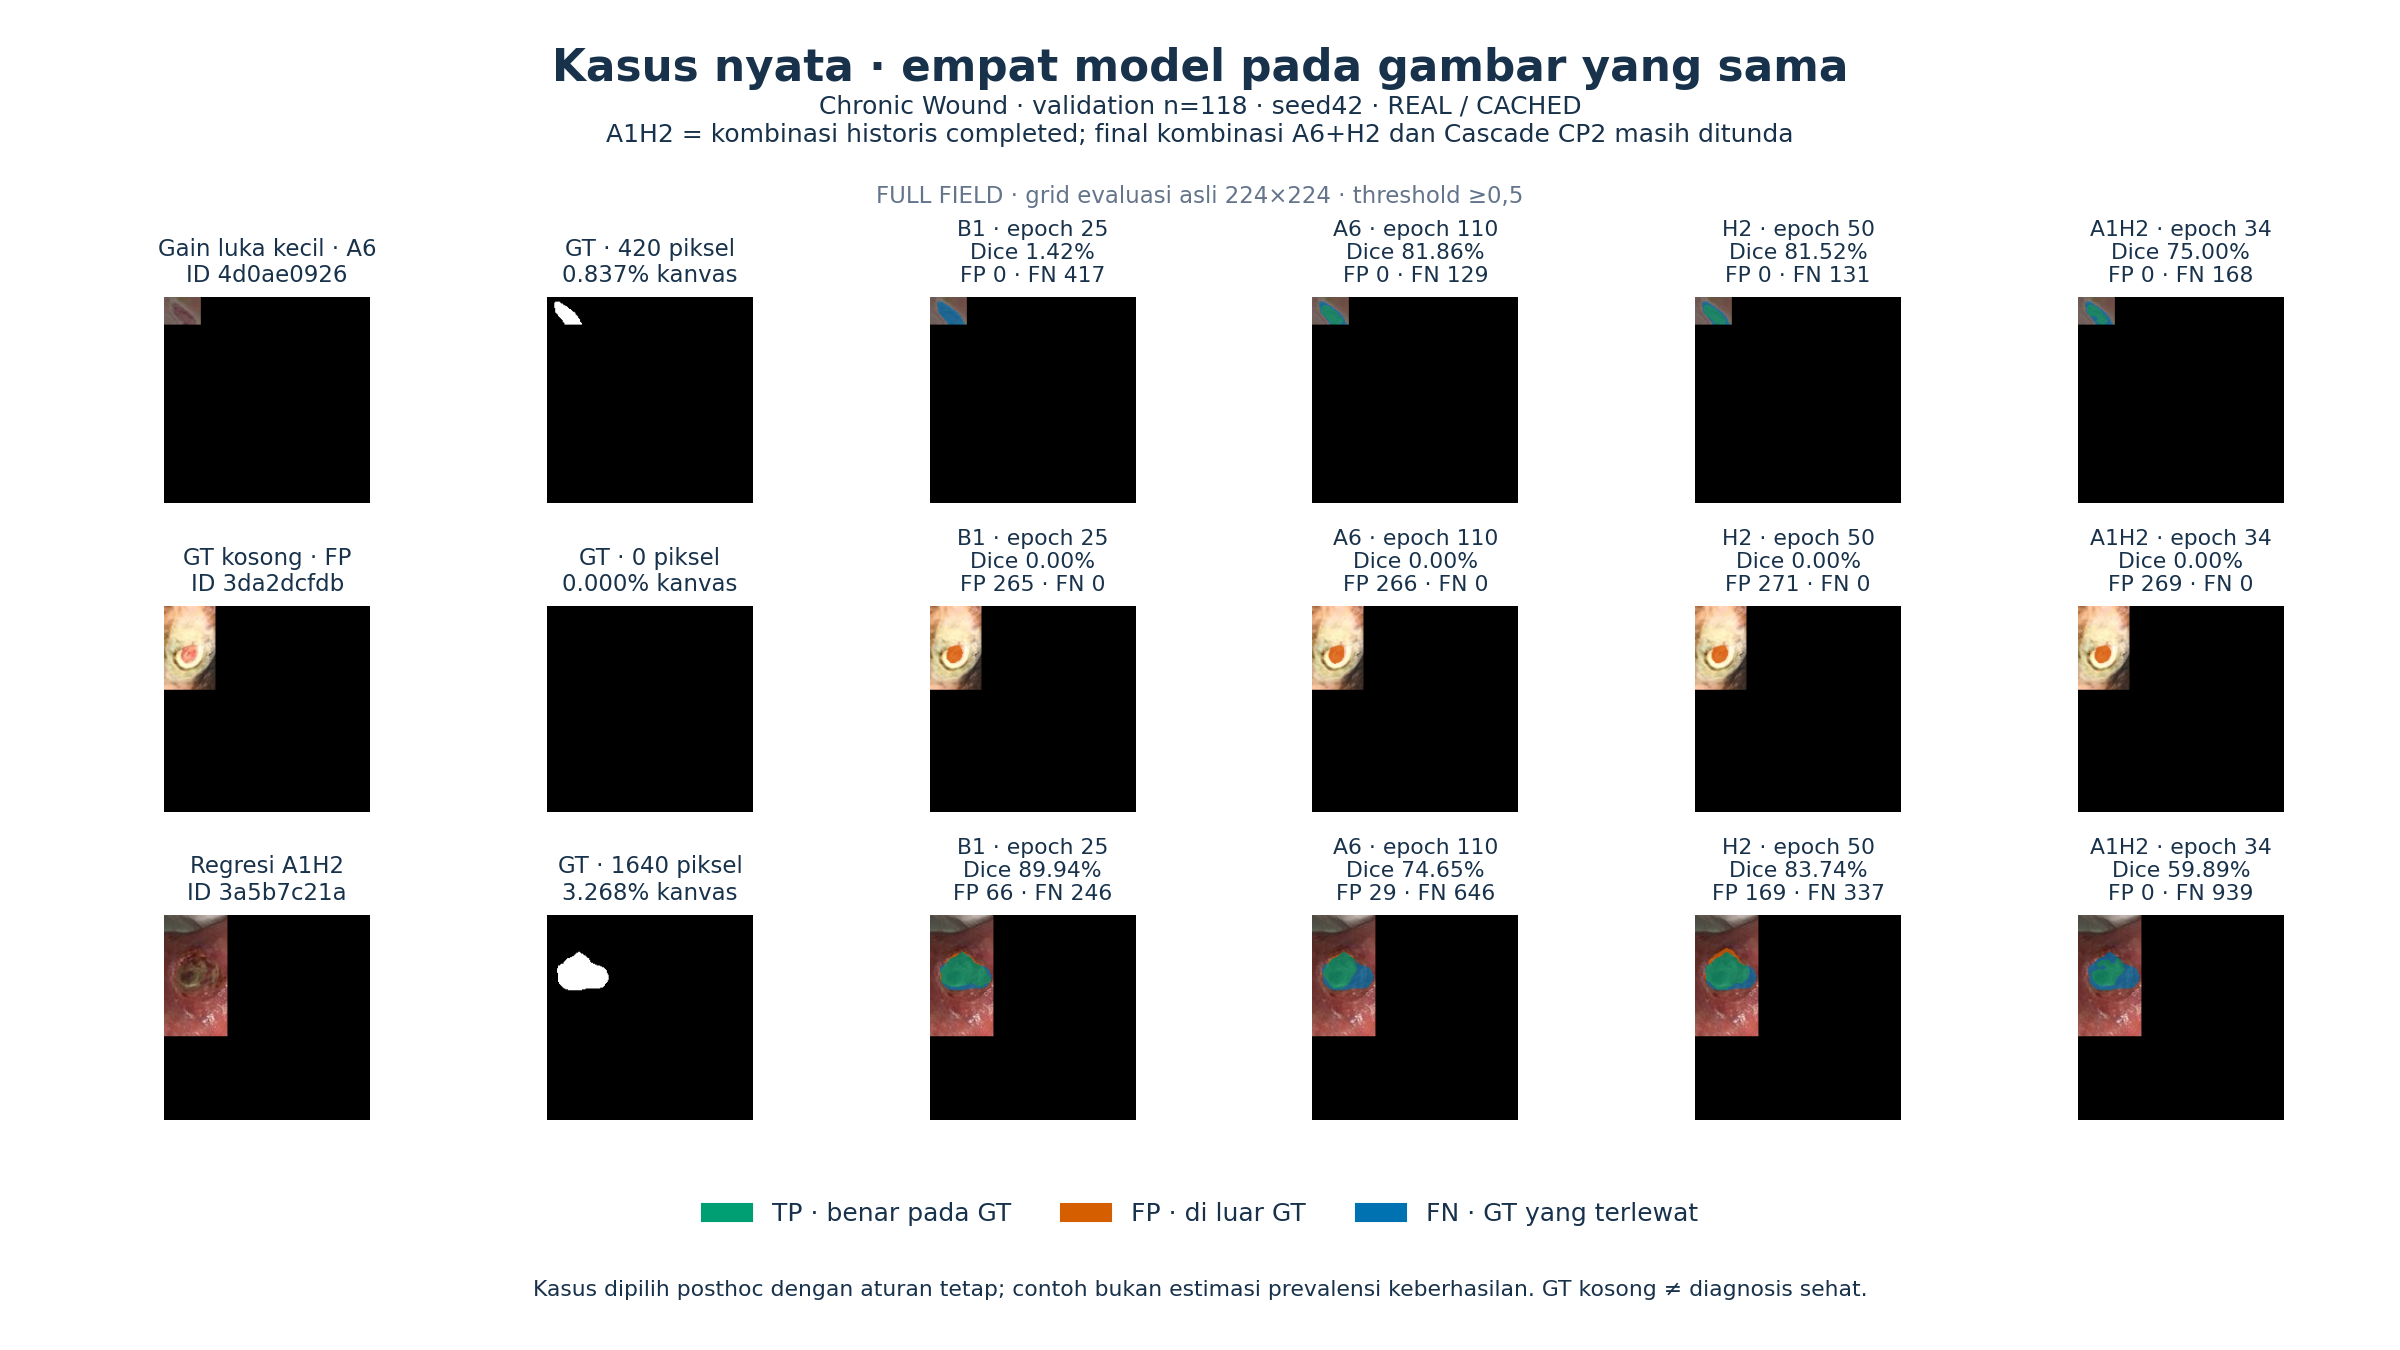 Kasus nyata · empat model pada gambar yang sama
Chronic Wound · validation n=118 · seed42 · REAL / CACHED
A1H2 = kombinasi historis completed; final kombinasi A6+H2 dan Cascade CP2 masih ditunda
FULL FIELD · grid evaluasi asli 224×224 · threshold ≥0,5
Gain luka kecil · A6
ID 4d0ae0926
GT · 420 piksel
0.837% kanvas
B1 · epoch 25
Dice 1.42%
FP 0 · FN 417
A6 · epoch 110
Dice 81.86%
FP 0 · FN 129
H2 · epoch 50
Dice 81.52%
FP 0 · FN 131
A1H2 · epoch 34
Dice 75.00%
FP 0 · FN 168
GT kosong · FP
ID 3da2dcfdb
GT · 0 piksel
0.000% kanvas
B1 · epoch 25
Dice 0.00%
FP 265 · FN 0
A6 · epoch 110
Dice 0.00%
FP 266 · FN 0
H2 · epoch 50
Dice 0.00%
FP 271 · FN 0
A1H2 · epoch 34
Dice 0.00%
FP 269 · FN 0
Regresi A1H2
ID 3a5b7c21a
GT · 1640 piksel
3.268% kanvas
B1 · epoch 25
Dice 89.94%
FP 66 · FN 246
A6 · epoch 110
Dice 74.65%
FP 29 · FN 646
H2 · epoch 50
Dice 83.74%
FP 169 · FN 337
A1H2 · epoch 34
Dice 59.89%
FP 0 · FN 939
TP · benar pada GT
FP · di luar GT
FN · GT yang terlewat
Kasus dipilih posthoc dengan aturan tetap; contoh bukan estimasi prevalensi keberhasilan. GT kosong ≠ diagnosis sehat.